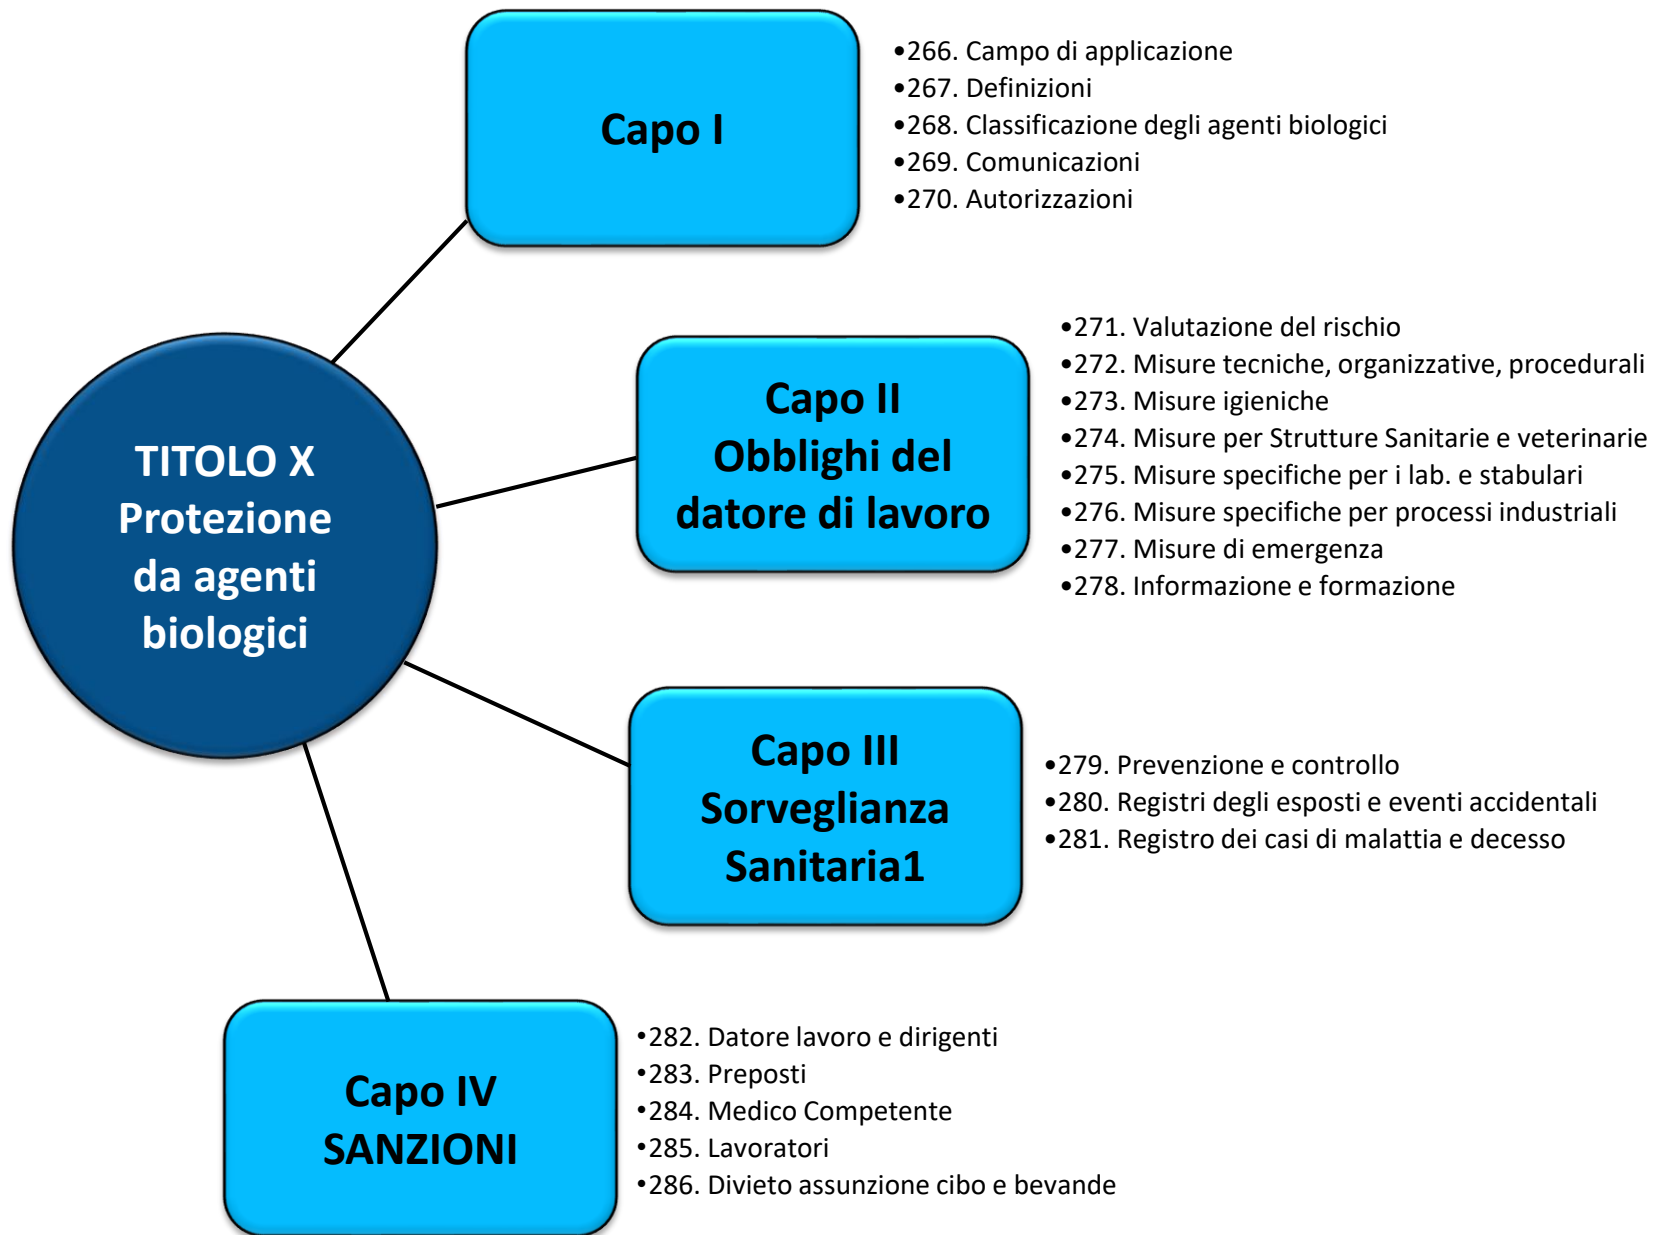 Capo I
•266. Campo di applicazione
•267. Definizioni
•268. Classificazione degli agenti biologici
•269. Comunicazioni
•270. Autorizzazioni
TITOLO X
Protezione
da agenti
biologici
Capo II
Obblighi del
datore di lavoro
•271. Valutazione del rischio
•272. Misure tecniche, organizzative, procedurali
•273. Misure igieniche
•274. Misure per Strutture Sanitarie e veterinarie
•275. Misure specifiche per i lab. e stabulari
•276. Misure specifiche per processi industriali
•277. Misure di emergenza
•278. Informazione e formazione
Capo III
Sorveglianza
Sanitaria1
•279. Prevenzione e controllo
•280. Registri degli esposti e eventi accidentali
•281. Registro dei casi di malattia e decesso
Capo IV
SANZIONI
•282. Datore lavoro e dirigenti
•283. Preposti
•284. Medico Competente
•285. Lavoratori
•286. Divieto assunzione cibo e bevande